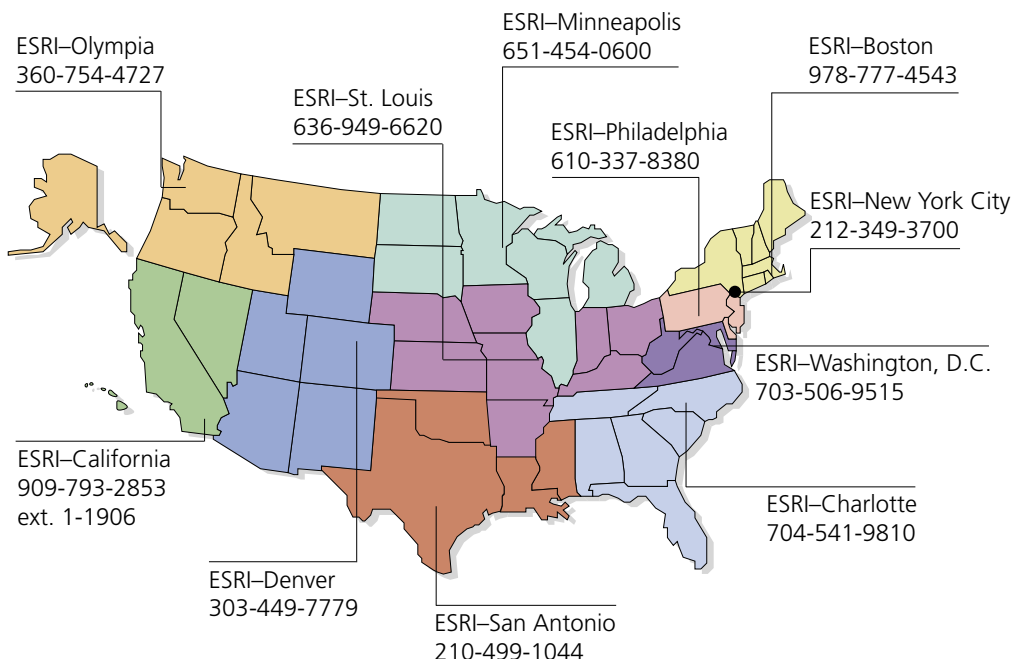 ESRI–Minneapolis
651-454-0600
ESRI–Olympia
360-754-4727
ESRI–Boston
978-777-4543
ESRI–St. Louis
636-949-6620
ESRI–Philadelphia
610-337-8380
ESRI–New York City
212-349-3700
ESRI–Washington, D.C.
703-506-9515
ESRI–California
909-793-2853
ext. 1-1906
ESRI–Charlotte
704-541-9810
ESRI–Denver
303-449-7779
ESRI–San Antonio
210-499-1044